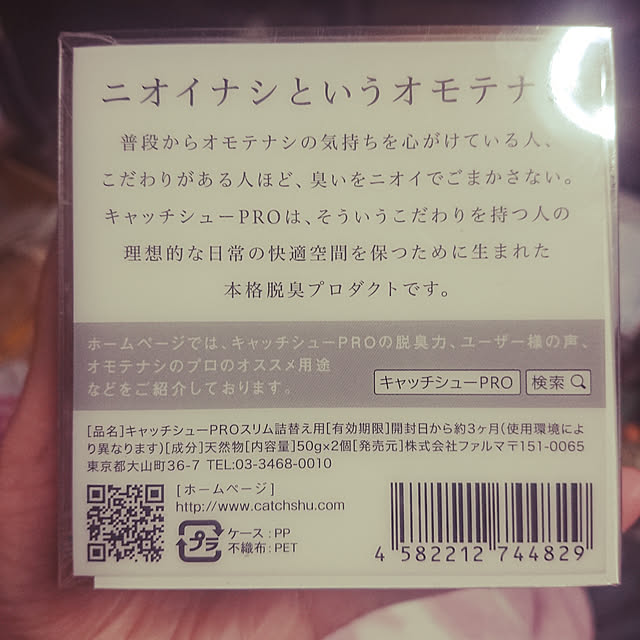 ニオイナシというオモテナ
普段からオモテナシの気持ちを心がけている人、
こだわりがある人ほど、臭いをニオイでごまかさない。
キャッチシューPROは、そういうこだわりを持つ人の
理想的な日常の快適空間を保つために生まれた
本格脱臭プロダクトです。
ホームページでは、キャッチシューPROの脱臭力、ユーザー様の声、
オモテナシのプロのオススメ用途
などをご紹介しております。
キャッチシューPRO 検索
[品名]キャッチシューPROスリム詰替え用[有効期限]開封日から約3ヶ月(使用環境によ
り異なります)[成分]天然物[内容量]50g×2個[発売元]株式会社ファルマ〒151-0065
東京都大山町36-7 TEL:03-3468-0010
[ホームページ]
http://www.catchshu.com
プラ
ケース:PP
不織布:PET
4 582212 744829